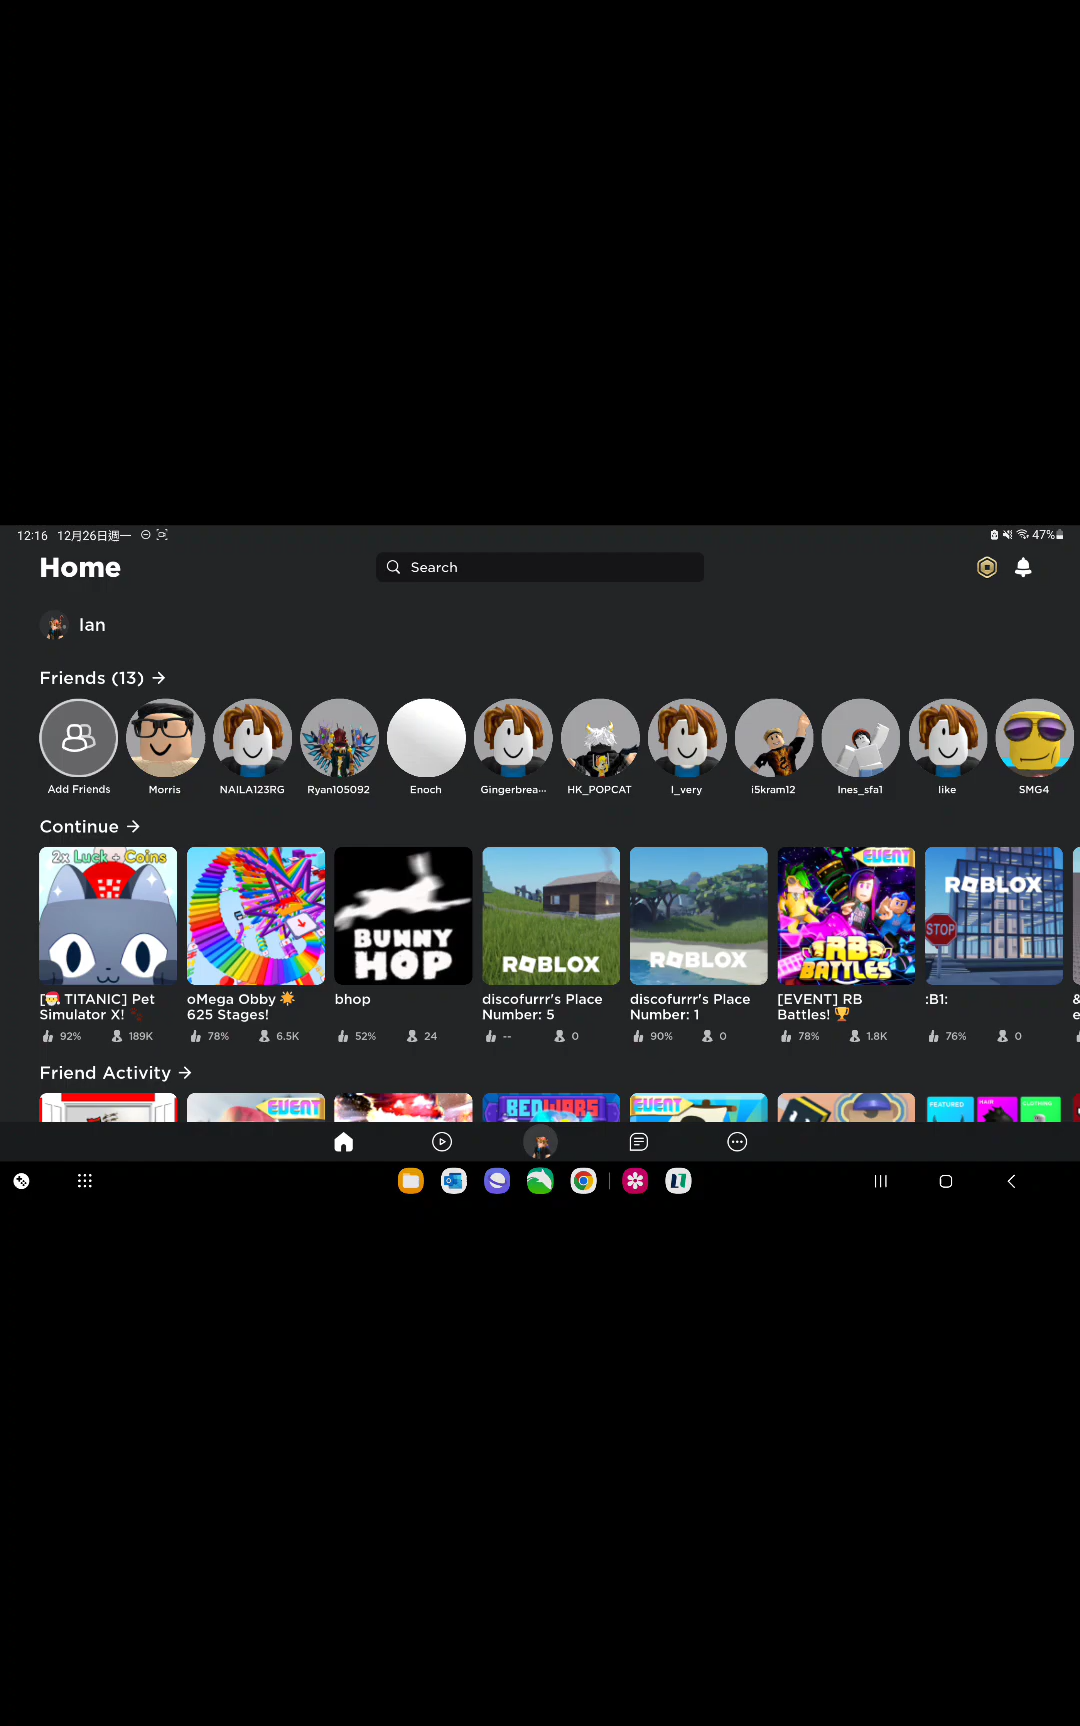 12:16 12月26日週一 47%
Home
Search
Ian
Friends (13) →
Add Friends Morris NAILA123RG Ryan105092 Enoch Gingerbrea... HK_POPCAT I_very i5kram12 Ines_sfa1 like SMG4
Continue →
2x Luck + Coins
BUNNY HOP
ROBLOX
ROBLOX
EVENT
RB BATTLES
ROBLOX
STOP
[🎅 TITANIC] Pet Simulator X! 🐾
oMega Obby 🌟 625 Stages!
bhop
discofurrr's Place Number: 5
discofurrr's Place Number: 1
[EVENT] RB Battles! 🏆
:B1:
92% 189K 78% 6.5K 52% 24 -- 0 90% 0 78% 1.8K 76% 0
Friend Activity →
EVENT
BEDWARS
EVENT
FEATURED HAIR CLOTHING